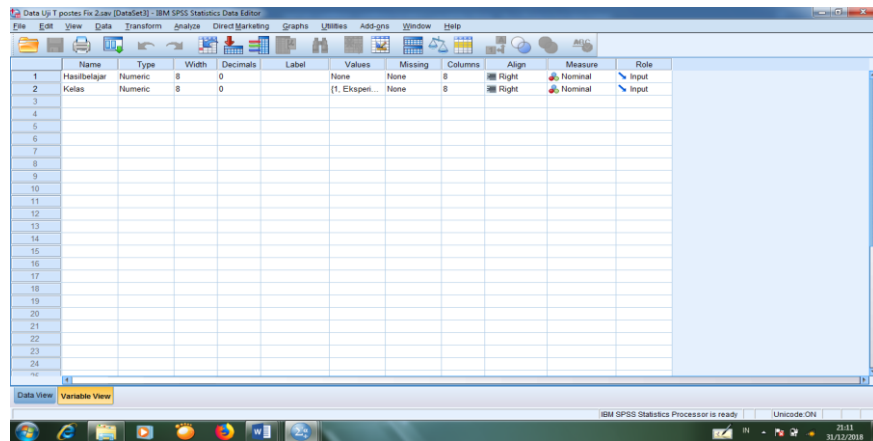 Data Uji T postes Fix 2.sav [DataSet3] - IBM SPSS Statistics Data Editor
File Edit View Data Transform Analyze Direct Marketing Graphs Utilities Add-ons Window Help
Name Type Width Decimals Label Values Missing Columns Align Measure Role
1 Hasilbelajar Numeric 8 0 None None 8 Right Nominal Input
2 Kelas Numeric 8 0 {1, Eksperi... None 8 Right Nominal Input
3
4
5
6
7
8
9
10
11
12
13
14
15
16
17
18
19
20
21
22
23
24
Data View Variable View
IBM SPSS Statistics Processor is ready Unicode:ON
IN 21:11
31/12/2018